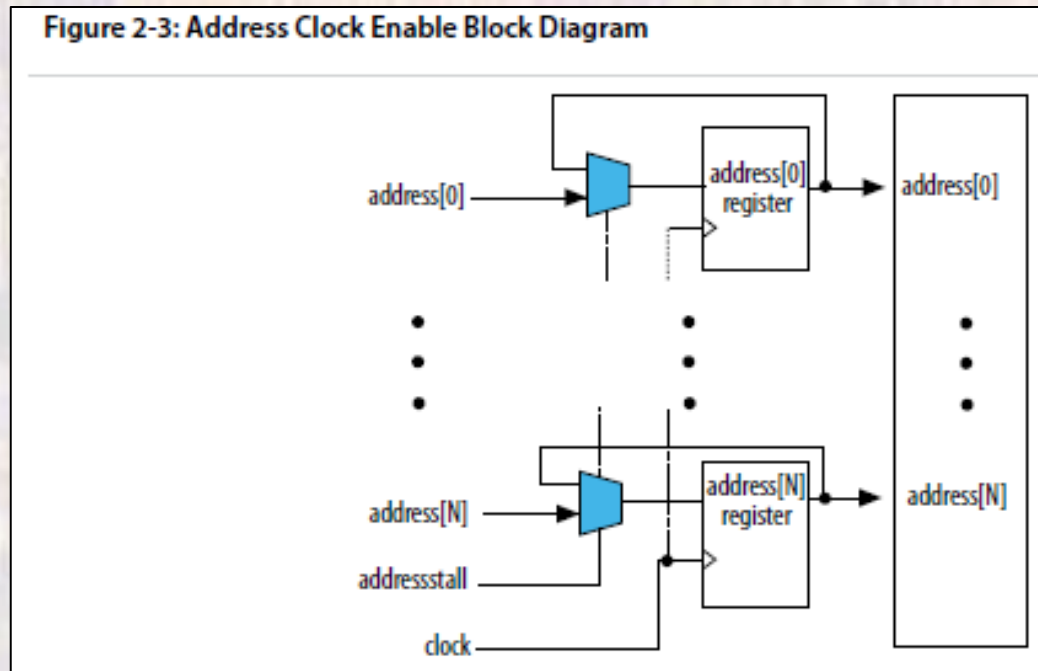 Figure 2-3: Address Clock Enable Block Diagram
address[0]
address[0]
register
address[0]
address[N]
address[N]
register
address[N]
addressstall
clock